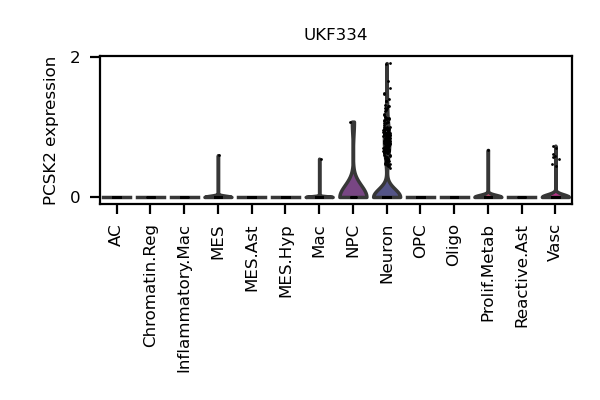 UKF334
PCSK2 expression
2
0
AC
Chromatin.Reg
Inflammatory.Mac
MES
MES.Ast
MES.Hyp
Mac
NPC
Neuron
OPC
Oligo
Prolif.Metab
Reactive.Ast
Vasc